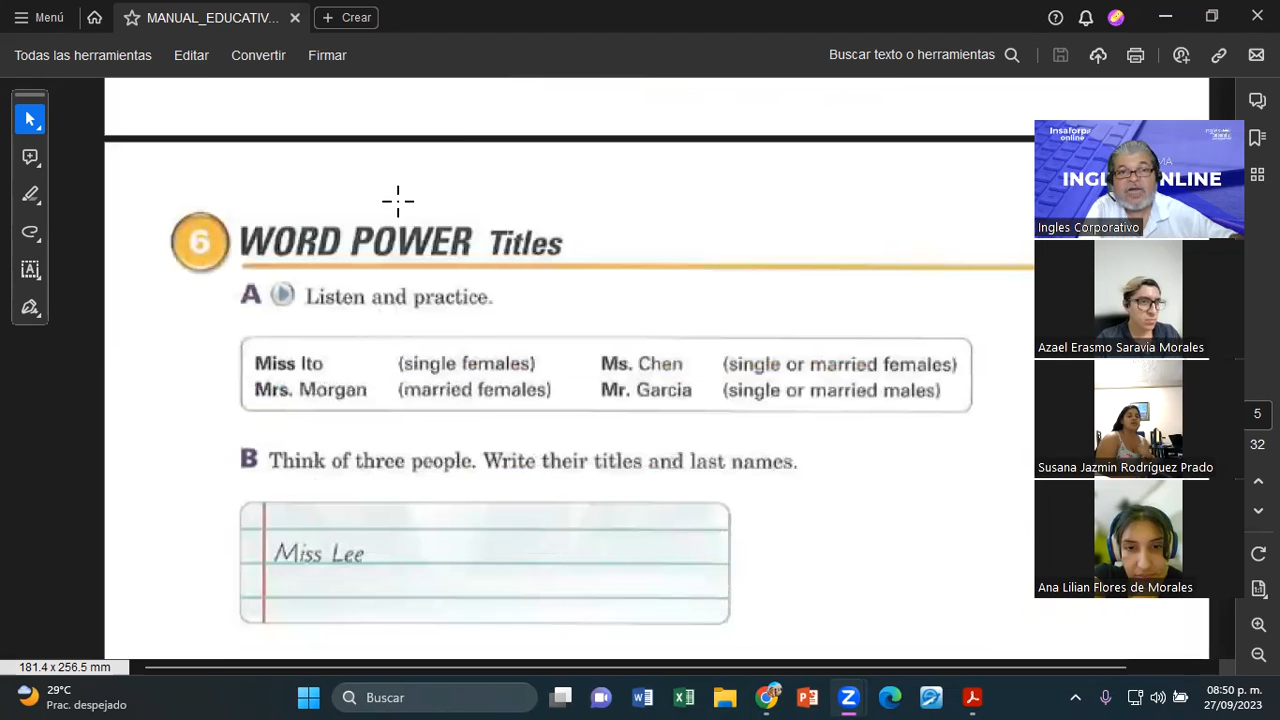 Menú
MANUAL_EDUCATIV...
Crear
Todas las herramientas
Editar
Convertir
Firmar
Buscar texto o herramientas
6 WORD POWER Titles
A Listen and practice.
Miss Ito (single females) Ms. Chen (single or married females)
Mrs. Morgan (married females) Mr. Garcia (single or married males)
B Think of three people. Write their titles and last names.
Miss Lee
Insaforp
online
INGL ONLINE
Ingles Corporativo
Azael Erasmo Saravia Morales
Susana Jazmin Rodríguez Prado
Ana Lilian Flores de Morales
5
32
181.4 x 256.5 mm
29°C
Prc. despejado
Buscar
08:50 p. m.
27/09/2023